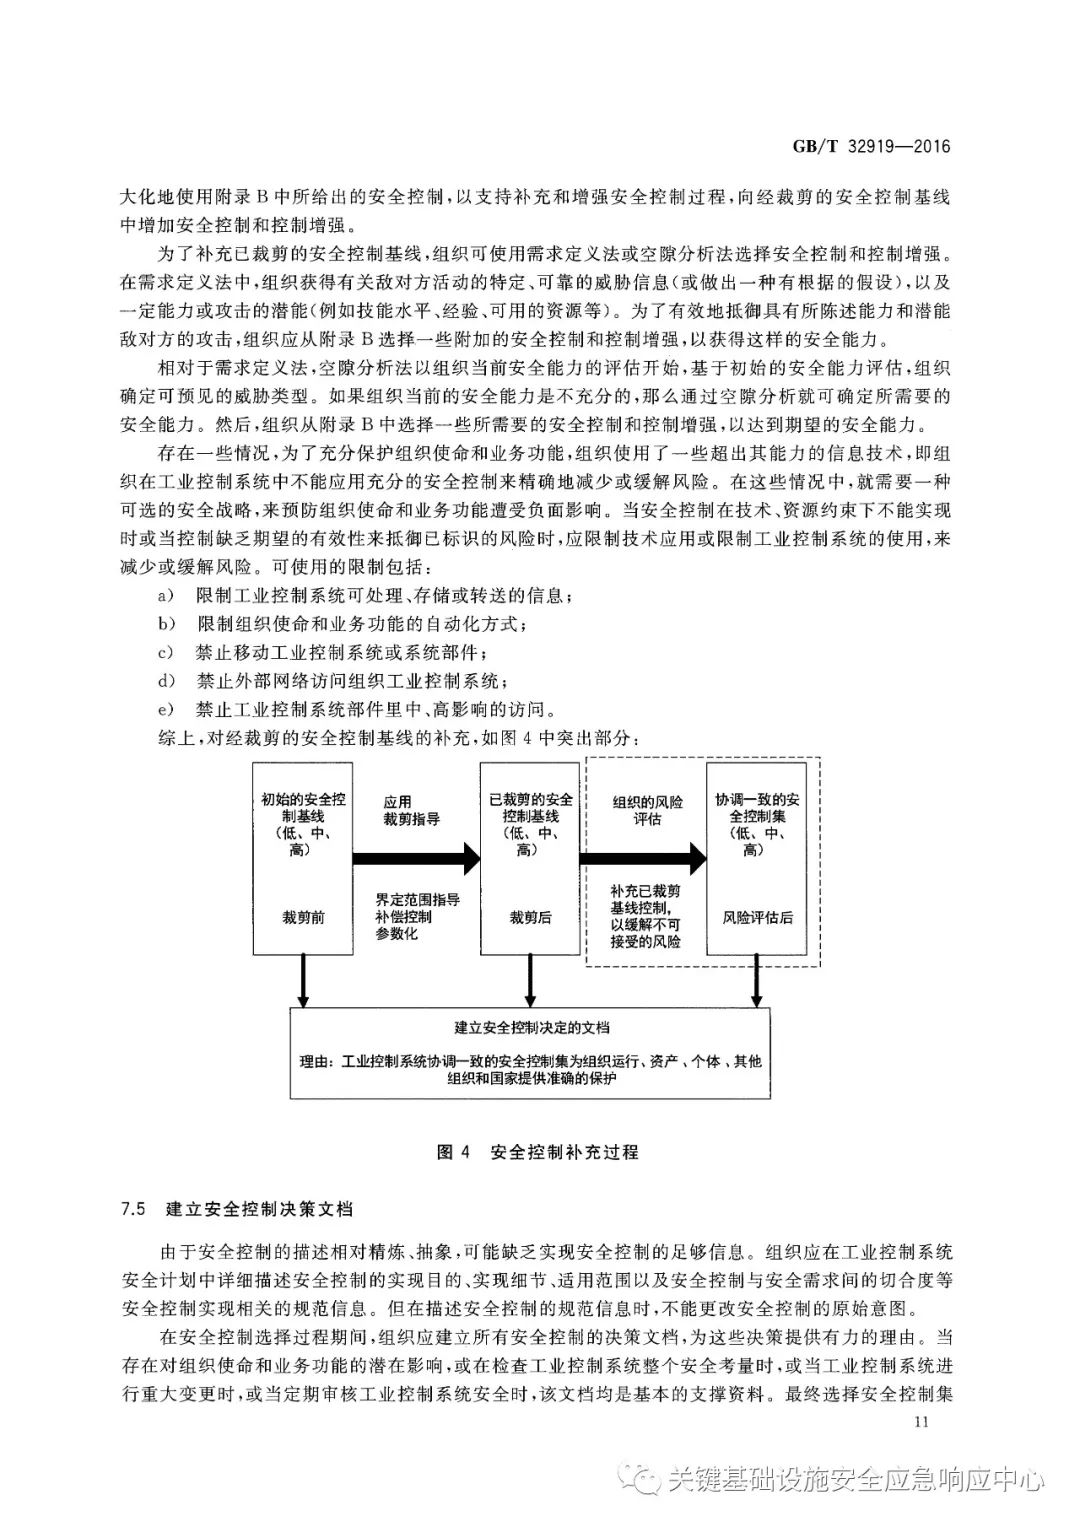 GB/T 32919—2016
大化地使用附录 B 中所给出的安全控制,以支持补充和增强安全控制过程,向经裁剪的安全控制基线
中增加安全控制和控制增强。
为了补充已裁剪的安全控制基线,组织可使用需求定义法或空隙分析法选择安全控制和控制增强。
在需求定义法中,组织获得有关敌对方活动的特定、可靠的威胁信息(或做出一种有根据的假设),以及
一定能力或攻击的潜能(例如技能水平、经验、可用的资源等)。为了有效地抵御具有所陈述能力和潜能
敌对方的攻击,组织应从附录 B 选择一些附加的安全控制和控制增强,以获得这样的安全能力。
相对于需求定义法,空隙分析法以组织当前安全能力的评估开始,基于初始的安全能力评估,组织
确定可预见的威胁类型。如果组织当前的安全能力是不充分的,那么通过空隙分析就可确定所需要的
安全能力。然后,组织从附录 B 中选择一些所需要的安全控制和控制增强,以达到期望的安全能力。
存在一些情况,为了充分保护组织使命和业务功能,组织使用了一些超出其能力的信息技术,即组
织在工业控制系统中不能应用充分的安全控制来精确地减少或缓解风险。在这些情况中,就需要一种
可选的安全战略,来预防组织使命和业务功能遭受负面影响。当安全控制在技术、资源约束下不能实现
时或当控制缺乏期望的有效性来抵御已标识的风险时,应限制技术应用或限制工业控制系统的使用,来
减少或缓解风险。可使用的限制包括:
a) 限制工业控制系统可处理、存储或转送的信息;
b) 限制组织使命和业务功能的自动化方式;
c) 禁止移动工业控制系统或系统部件;
d) 禁止外部网络访问组织工业控制系统;
e) 禁止工业控制系统部件里中、高影响的访问。
综上,对经裁剪的安全控制基线的补充,如图 4 中突出部分:
初始的安全控
制基线
(低、中、
高)
裁剪前
应用
裁剪指导
界定范围指导
补偿控制
参数化
已裁剪的安全
控制基线
(低、中、
高)
裁剪后
组织的风险
评估
补充已裁剪
基线控制,
以缓解不可
接受的风险
协调一致的安
全控制集
(低、中、
高)
风险评估后
建立安全控制决定的文档
理由:工业控制系统协调一致的安全控制集为组织运行、资产、个体、其他
组织和国家提供准确的保护
图 4 安全控制补充过程
7.5 建立安全控制决策文档
由于安全控制的描述相对精炼、抽象,可能缺乏实现安全控制的足够信息。组织应在工业控制系统
安全计划中详细描述安全控制的实现目的、实现细节、适用范围以及安全控制与安全需求间的切合度等
安全控制实现相关的规范信息。但在描述安全控制的规范信息时,不能更改安全控制的原始意图。
在安全控制选择过程期间,组织应建立所有安全控制的决策文档,为这些决策提供有力的理由。当
存在对组织使命和业务功能的潜在影响,或在检查工业控制系统整个安全考量时,或当工业控制系统进
行重大变更时,或当定期审核工业控制系统安全时,该文档均是基本的支撑资料。最终选择安全控制集
11
关键基础设施安全应急响应中心